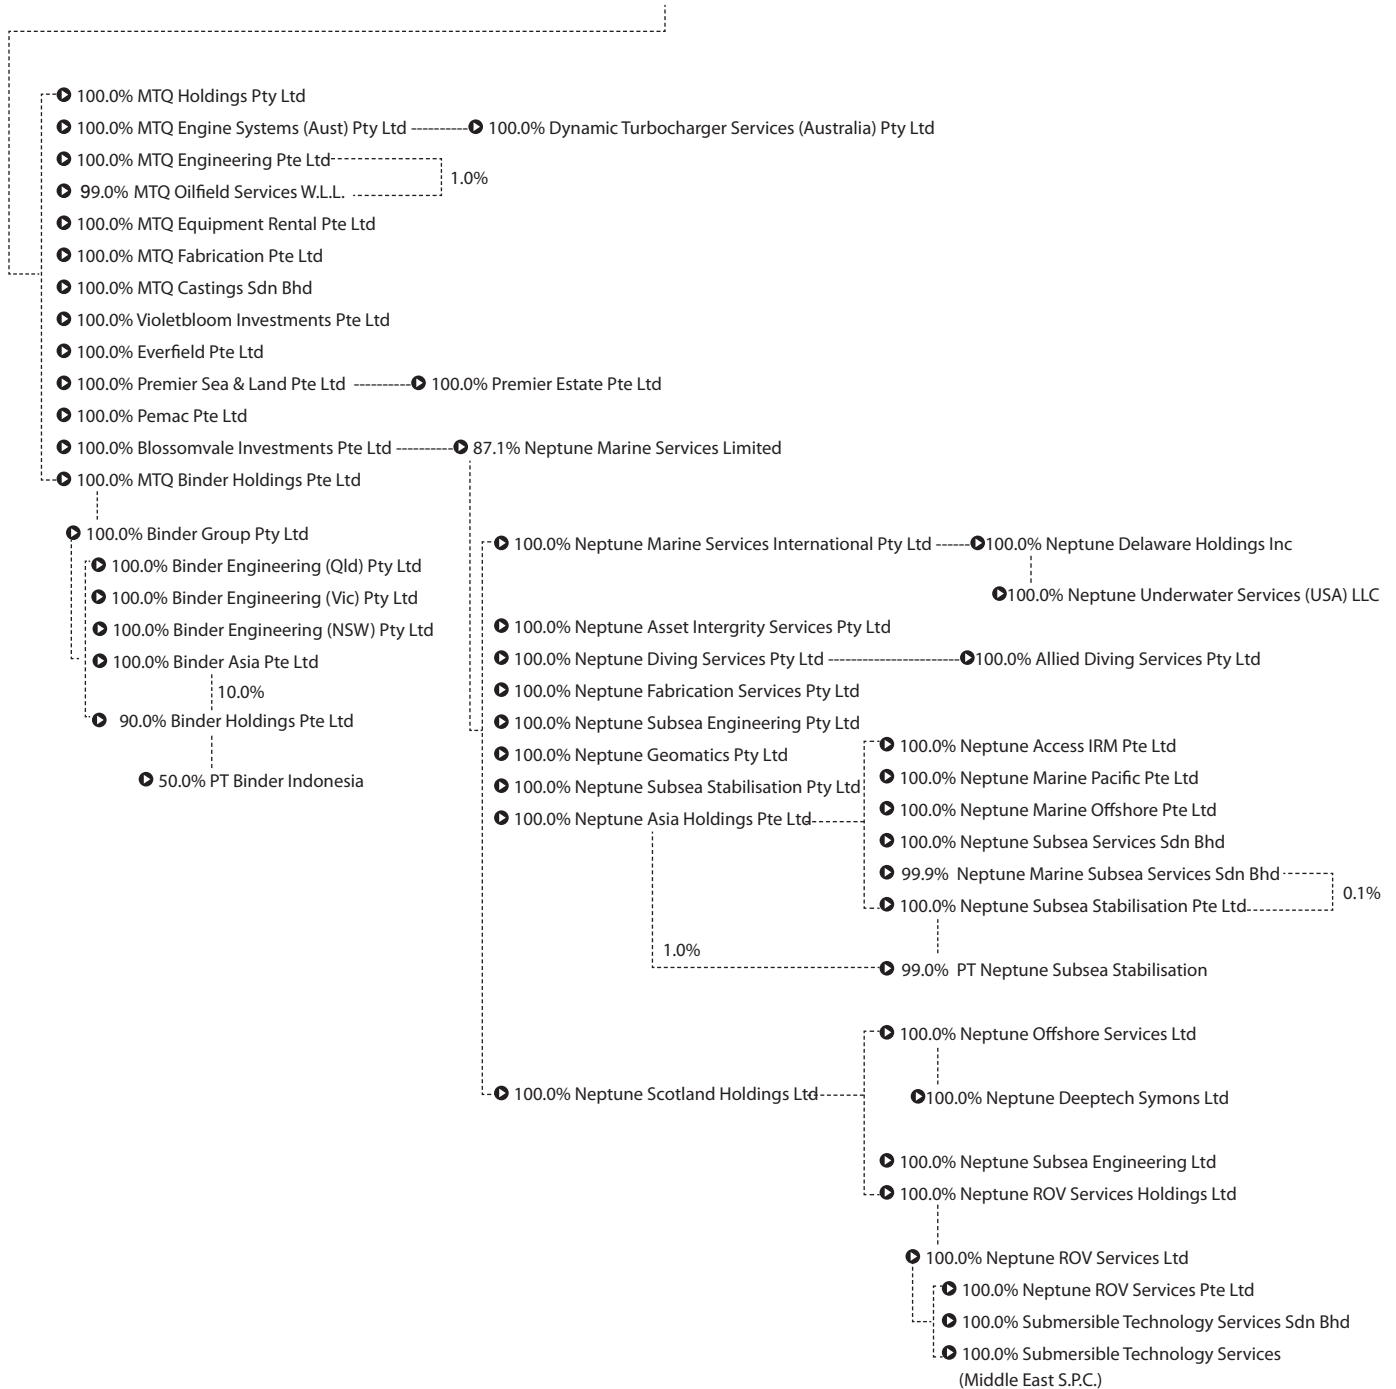 100.0% MTQ Holdings Pty Ltd
100.0% MTQ Engine Systems (Aust) Pty Ltd
100.0% Dynamic Turbocharger Services (Australia) Pty Ltd
100.0% MTQ Engineering Pte Ltd
1.0%
99.0% MTQ Oilfield Services W.L.L.
100.0% MTQ Equipment Rental Pte Ltd
100.0% MTQ Fabrication Pte Ltd
100.0% MTQ Castings Sdn Bhd
100.0% Violetbloom Investments Pte Ltd
100.0% Everfield Pte Ltd
100.0% Premier Sea & Land Pte Ltd
100.0% Premier Estate Pte Ltd
100.0% Pemac Pte Ltd
100.0% Blossomvale Investments Pte Ltd
87.1% Neptune Marine Services Limited
100.0% MTQ Binder Holdings Pte Ltd
100.0% Binder Group Pty Ltd
100.0% Binder Engineering (Qld) Pty Ltd
100.0% Binder Engineering (Vic) Pty Ltd
100.0% Binder Engineering (NSW) Pty Ltd
100.0% Binder Asia Pte Ltd
10.0%
90.0% Binder Holdings Pte Ltd
50.0% PT Binder Indonesia
100.0% Neptune Marine Services International Pty Ltd
100.0% Neptune Delaware Holdings Inc
100.0% Neptune Underwater Services (USA) LLC
100.0% Neptune Asset Intergrity Services Pty Ltd
100.0% Neptune Diving Services Pty Ltd
100.0% Allied Diving Services Pty Ltd
100.0% Neptune Fabrication Services Pty Ltd
100.0% Neptune Subsea Engineering Pty Ltd
100.0% Neptune Geomatics Pty Ltd
100.0% Neptune Subsea Stabilisation Pty Ltd
100.0% Neptune Asia Holdings Pte Ltd
100.0% Neptune Access IRM Pte Ltd
100.0% Neptune Marine Pacific Pte Ltd
100.0% Neptune Marine Offshore Pte Ltd
100.0% Neptune Subsea Services Sdn Bhd
99.9% Neptune Marine Subsea Services Sdn Bhd
0.1%
100.0% Neptune Subsea Stabilisation Pte Ltd
1.0%
99.0% PT Neptune Subsea Stabilisation
100.0% Neptune Scotland Holdings Ltd
100.0% Neptune Offshore Services Ltd
100.0% Neptune Deeptech Symons Ltd
100.0% Neptune Subsea Engineering Ltd
100.0% Neptune ROV Services Holdings Ltd
100.0% Neptune ROV Services Ltd
100.0% Neptune ROV Services Pte Ltd
100.0% Submersible Technology Services Sdn Bhd
100.0% Submersible Technology Services
(Middle East S.P.C.)